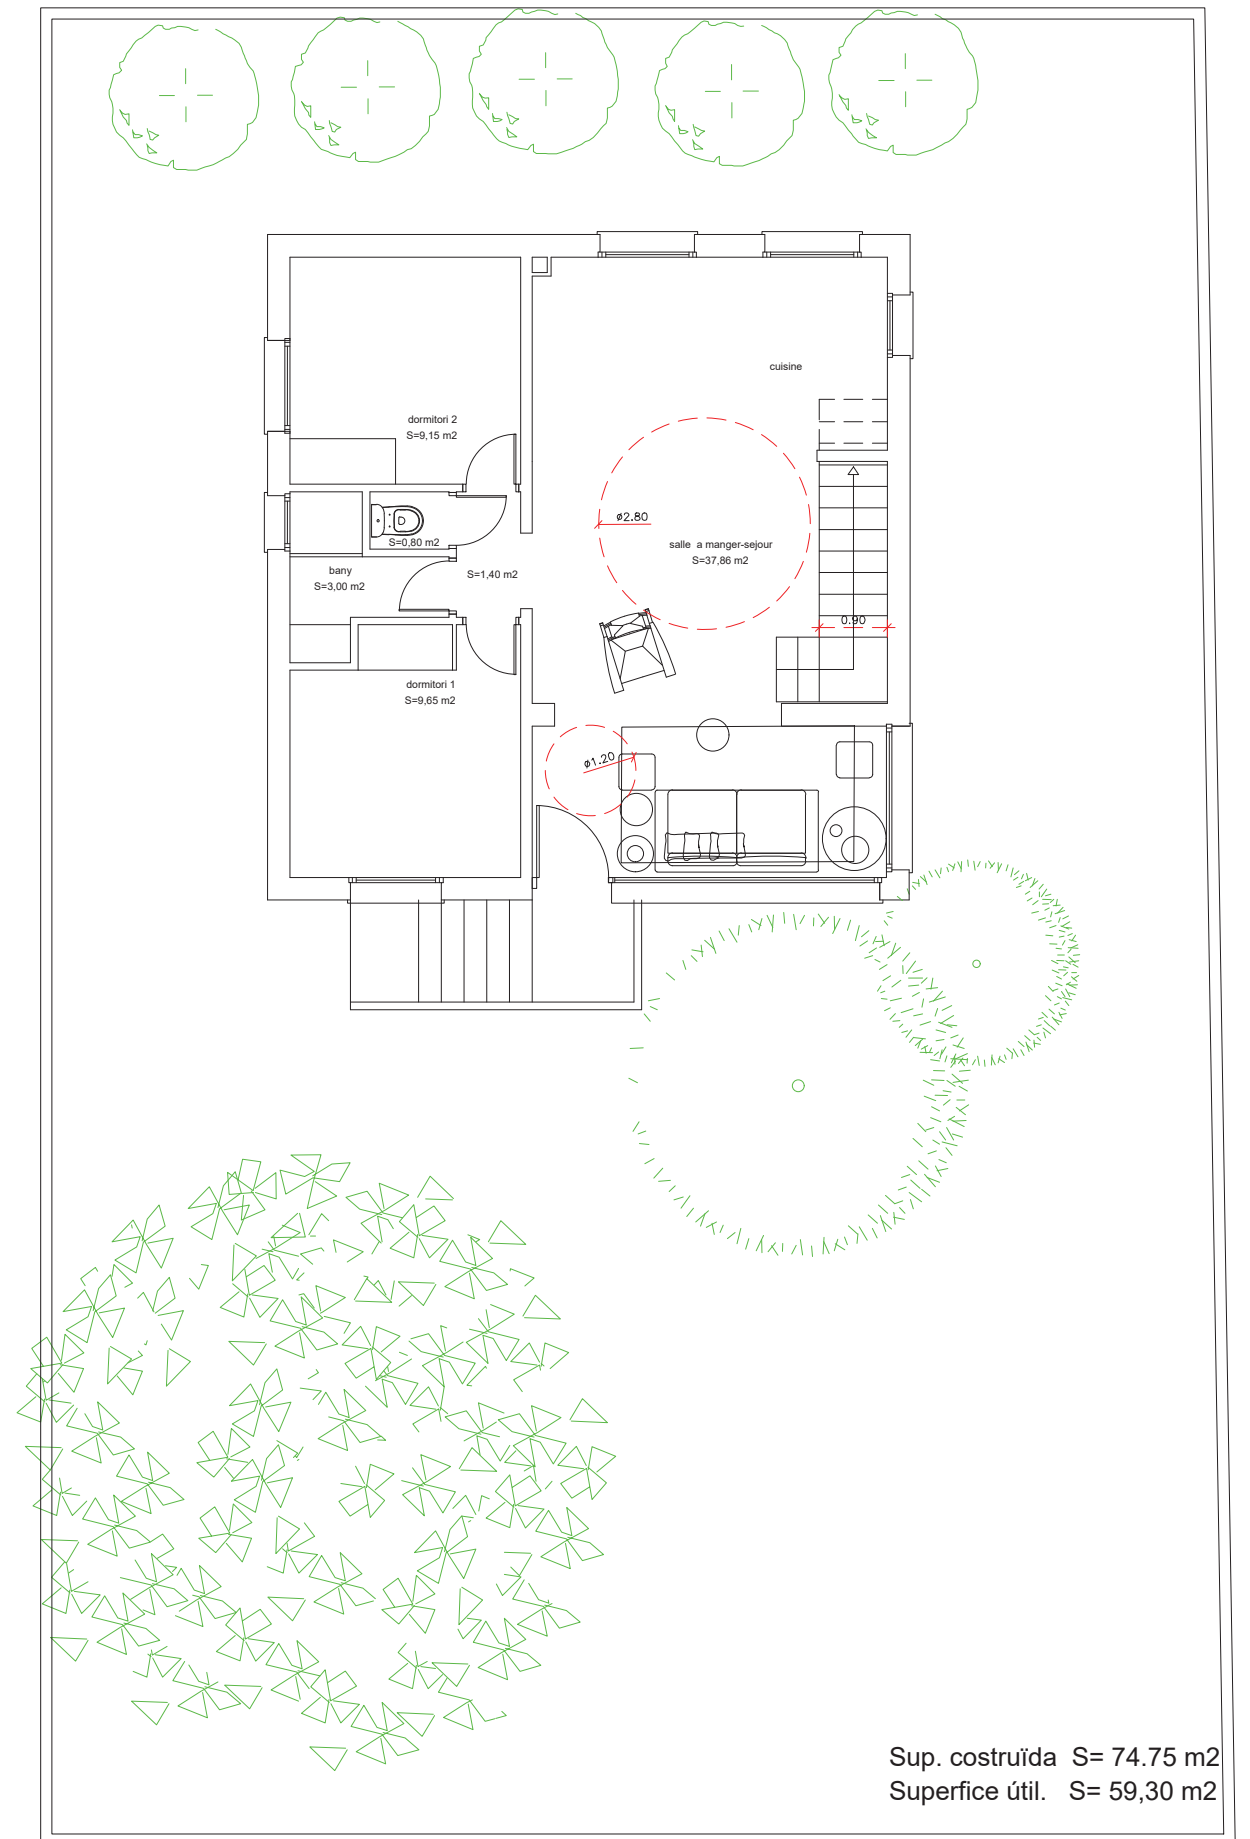 cuisine
dormitori 2
S=9,15 m2
ø2.80
S=0,80 m2
salle  a manger-sejour
S=37,86 m2
bany
S=3,00 m2
S=1,40 m2
0.90
dormitori 1
S=9,65 m2
ø1.20
Sup. costruïda  S= 74.75 m2
Superfice útil.   S= 59,30 m2